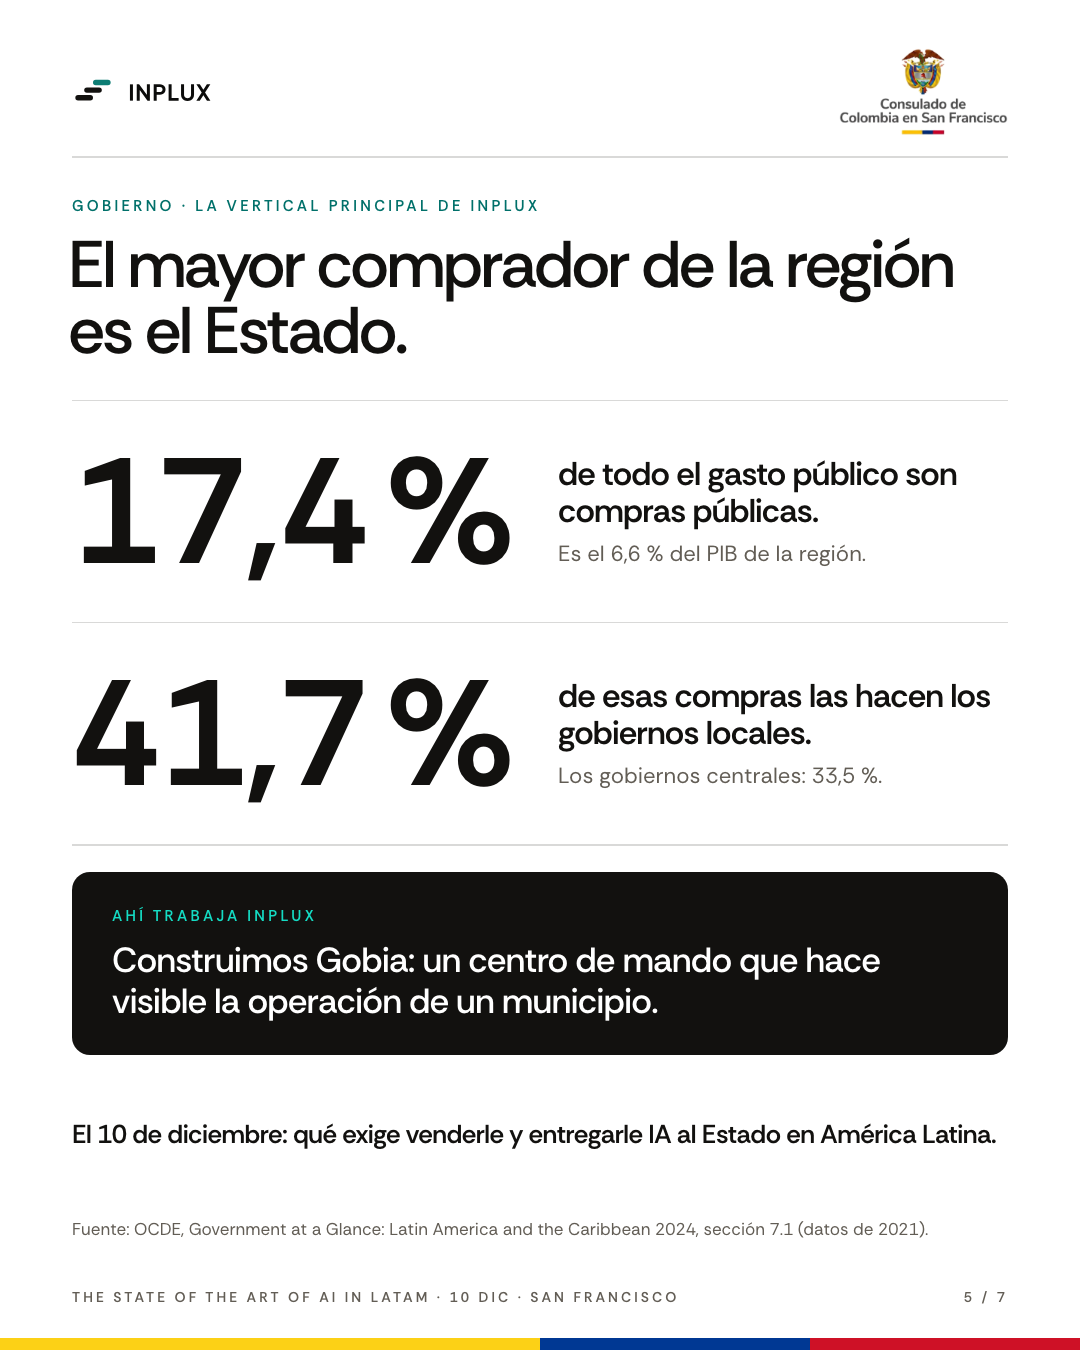 INPLUX
Consulado de
Colombia en San Francisco
GOBIERNO · LA VERTICAL PRINCIPAL DE INPLUX
El mayor comprador de la región
es el Estado.
17,4 %
de todo el gasto público son
compras públicas.
Es el 6,6 % del PIB de la región.
41,7 %
de esas compras las hacen los
gobiernos locales.
Los gobiernos centrales: 33,5 %.
AHÍ TRABAJA INPLUX
Construimos Gobia: un centro de mando que hace
visible la operación de un municipio.
El 10 de diciembre: qué exige venderle y entregarle IA al Estado en América Latina.
Fuente: OCDE, Government at a Glance: Latin America and the Caribbean 2024, sección 7.1 (datos de 2021).
THE STATE OF THE ART OF AI IN LATAM · 10 DIC · SAN FRANCISCO
5 / 7